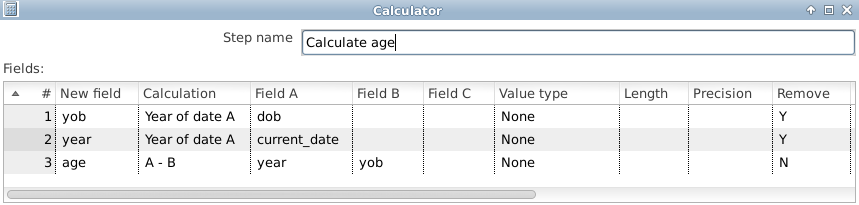 Calculator
Step name Calculate age
Fields:
# New field Calculation Field A Field B Field C Value type Length Precision Remove
1 yob Year of date A dob None Y
2 year Year of date A current_date None Y
3 age A - B year yob None N